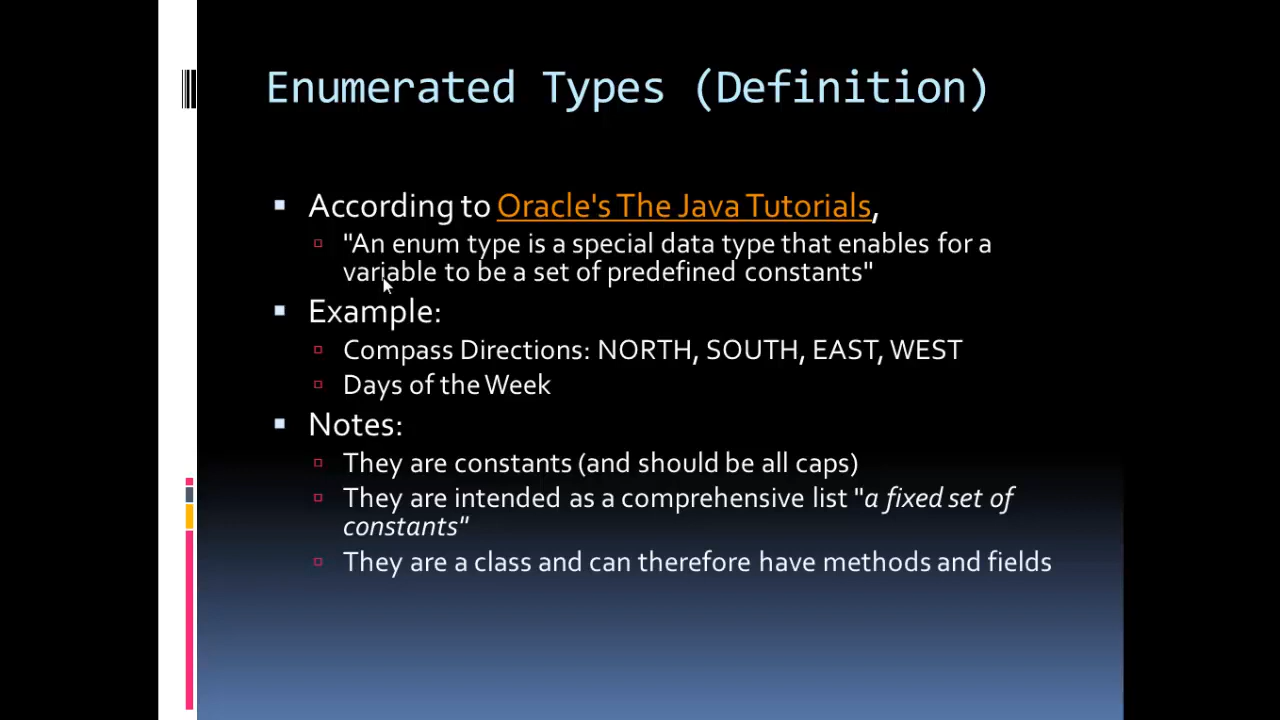 Enumerated Types (Definition)
According to Oracle's The Java Tutorials,
"An enum type is a special data type that enables for a
variable to be a set of predefined constants"
Example:
Compass Directions: NORTH, SOUTH, EAST, WEST
Days of the Week
Notes:
They are constants (and should be all caps)
They are intended as a comprehensive list "a fixed set of
constants"
They are a class and can therefore have methods and fields